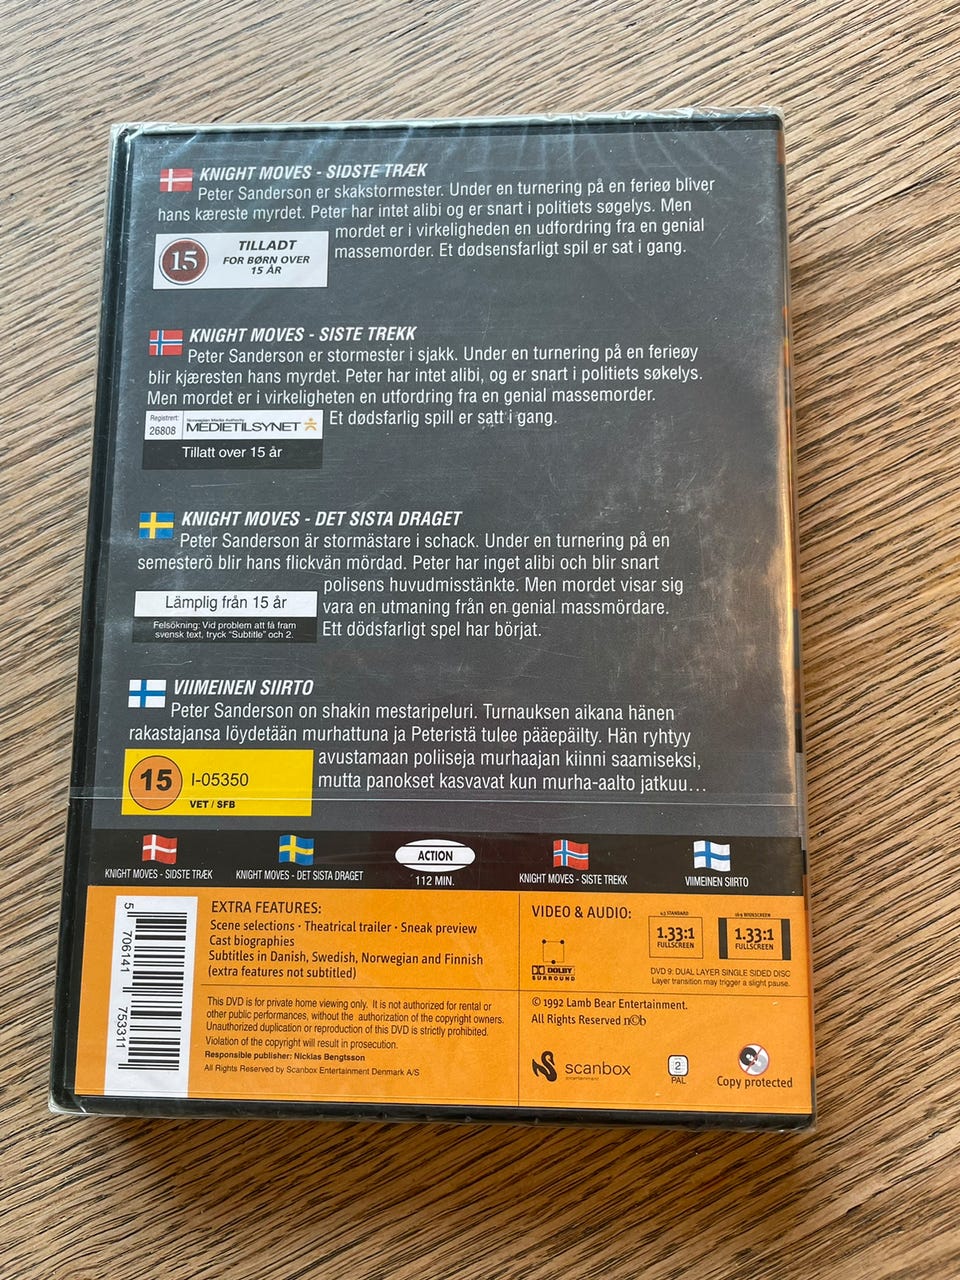 KNIGHT MOVES - SIDSTE TRÆK
Peter Sanderson er skakstormester. Under en turnering på en ferieø bliver
hans kæreste myrdet. Peter har intet alibi og er snart i politiets søgelys. Men
mordet er i virkeligheden en udfordring fra en genial
massemorder. Et dødsensfarligt spil er sat i gang.
15
TILLADT
FOR BØRN OVER
15 ÅR
KNIGHT MOVES - SISTE TREKK
Peter Sanderson er stormester i sjakk. Under en turnering på en ferieøy
blir kjæresten hans myrdet. Peter har intet alibi, og er snart i politiets søkelys.
Men mordet er i virkeligheten en utfordring fra en genial massemorder.
Et dødsfarlig spill er satt i gang.
Registrert:
26808
Norwegian Media Authority
MEDIETILSYNET
Tillatt over 15 år
KNIGHT MOVES - DET SISTA DRAGET
Peter Sanderson är stormästare i schack. Under en turnering på en
semesterö blir hans flickvän mördad. Peter har inget alibi och blir snart
polisens huvudmisstänkte. Men mordet visar sig
vara en utmaning från en genial massmördare.
Ett dödsfarligt spel har börjat.
Lämplig från 15 år
Felsökning: Vid problem att få fram
svensk text, tryck "Subtitle" och 2.
VIIMEINEN SIIRTO
Peter Sanderson on shakin mestaripeluri. Turnauksen aikana hänen
rakastajansa löydetään murhattuna ja Peteristä tulee pääepäilty. Hän ryhtyy
avustamaan poliiseja murhaajan kiinni saamiseksi,
mutta panokset kasvavat kun murha-aalto jatkuu...
15
I-05350
VET / SFB
KNIGHT MOVES - SIDSTE TRÆK
KNIGHT MOVES - DET SISTA DRAGET
ACTION
112 MIN.
KNIGHT MOVES - SISTE TREKK
VIIMEINEN SIIRTO
5 706141 753311
EXTRA FEATURES:
Scene selections · Theatrical trailer · Sneak preview
Cast biographies
Subtitles in Danish, Swedish, Norwegian and Finnish
(extra features not subtitled)
This DVD is for private home viewing only. It is not authorized for rental or
other public performances, without the authorization of the copyright owners.
Unauthorized duplication or reproduction of this DVD is strictly prohibited.
Violation of the copyright will result in prosecution.
Responsible publisher: Nicklas Bengtsson
All Rights Reserved by Scanbox Entertainment Denmark A/S
VIDEO & AUDIO:
DOLBY
SURROUND
4:3 STANDARD
1.33:1
FULLSCREEN
16:9 WIDESCREEN
1.33:1
FULLSCREEN
DVD 9: DUAL LAYER SINGLE SIDED DISC
Layer transition may trigger a slight pause.
© 1992 Lamb Bear Entertainment.
All Rights Reserved n©b
scanbox
entertainment
2
PAL
Copy protected